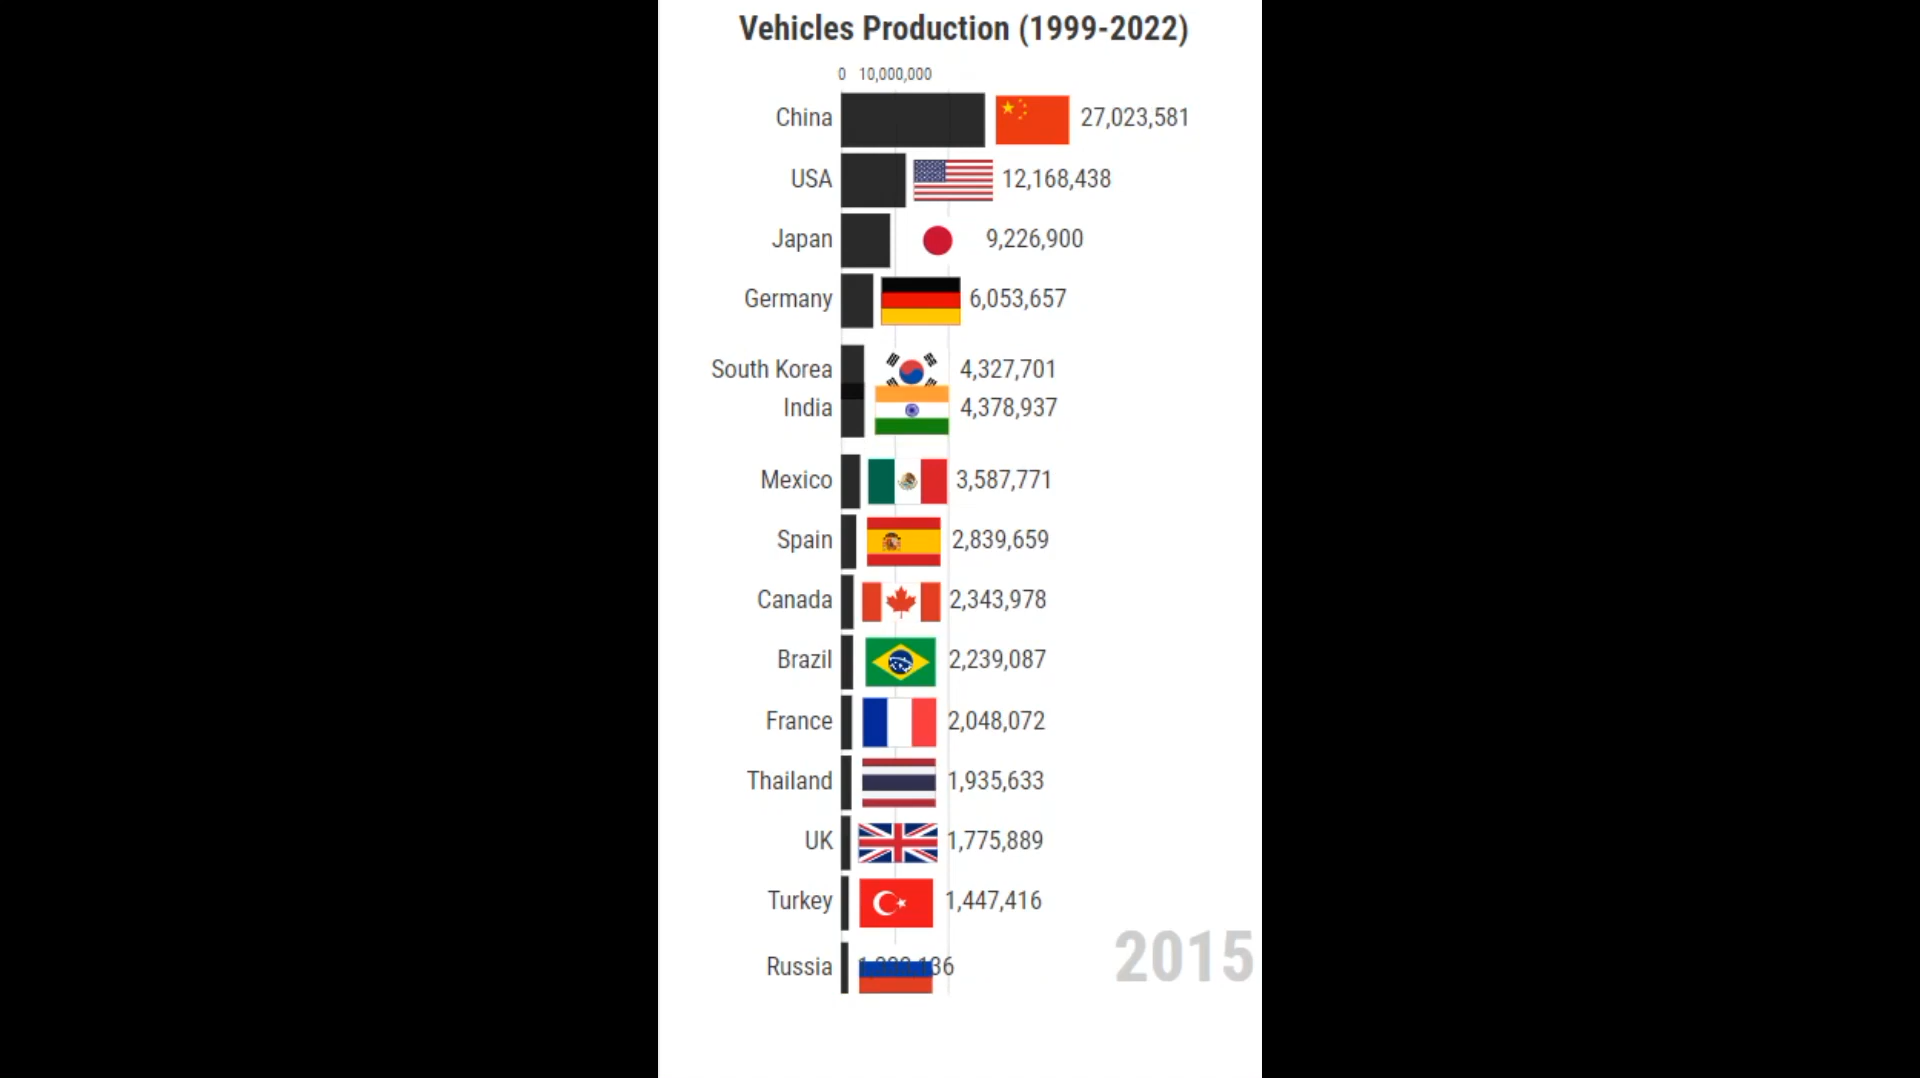 Vehicles Production (1999-2022)
0 10,000,000
China 27,023,581
USA 12,168,438
Japan 9,226,900
Germany 6,053,657
South Korea 4,327,701
India 4,378,937
Mexico 3,587,771
Spain 2,839,659
Canada 2,343,978
Brazil 2,239,087
France 2,048,072
Thailand 1,935,633
UK 1,775,889
Turkey 1,447,416
Russia
2015